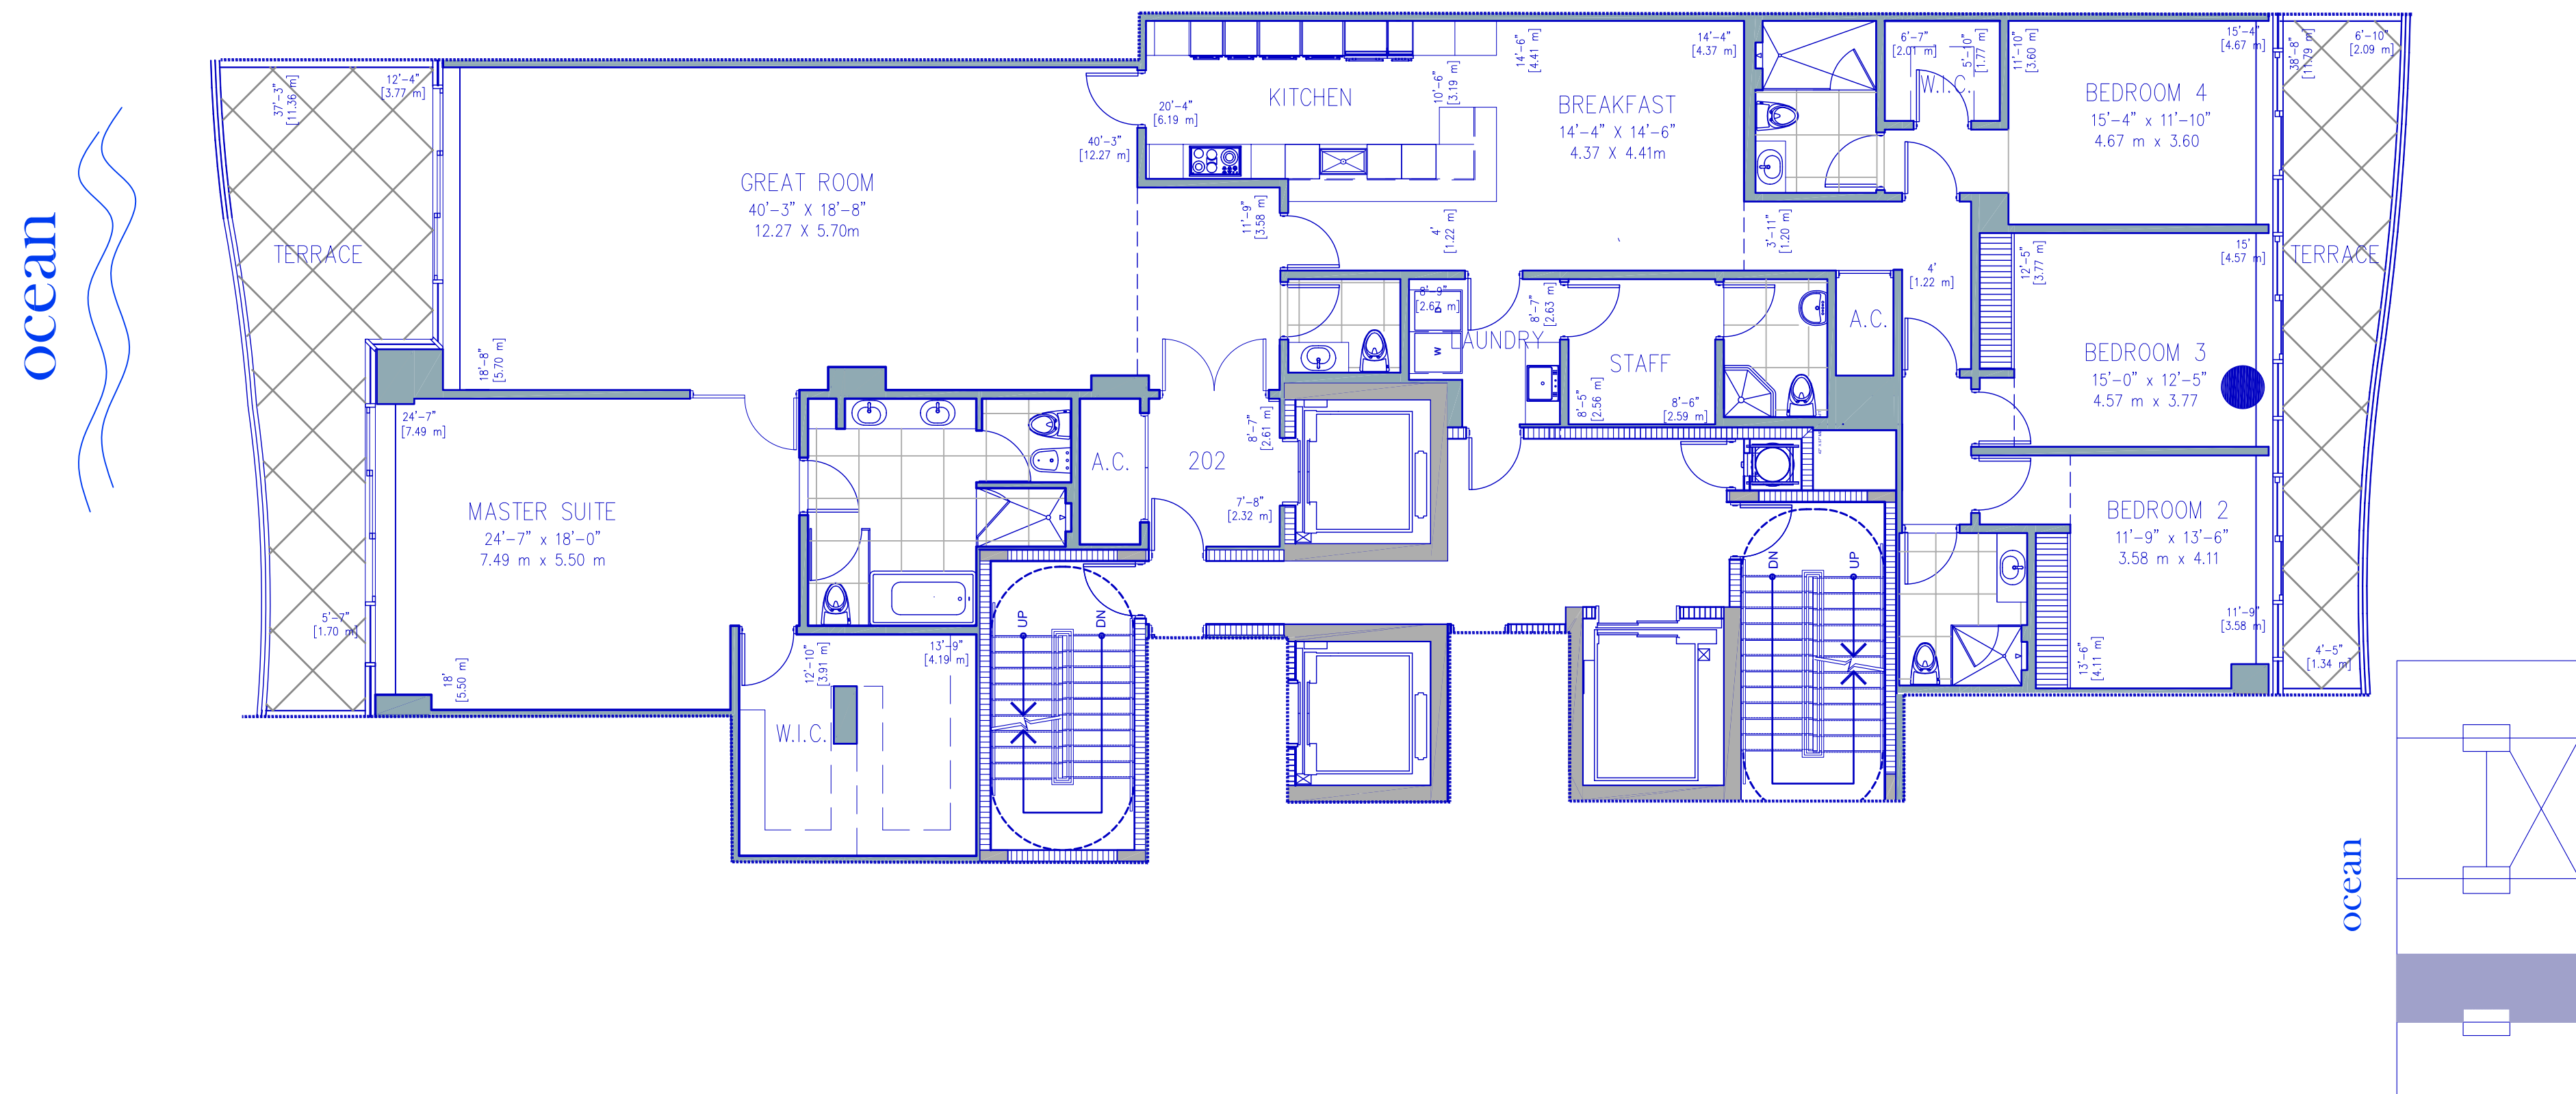 ocean
37'-3"
[11.36 m]
12'-4"
[3.77 m]
TERRACE
5'-7"
[1.70 m]
GREAT ROOM
40'-3" X 18'-8"
12.27 X 5.70m
18'-8"
[5.70 m]
40'-3"
[12.27 m]
20'-4"
[6.19 m]
KITCHEN
10'-6"
[3.19 m]
14'-6"
[4.41 m]
BREAKFAST
14'-4" X 14'-6"
4.37 X 4.41m
14'-4"
[4.37 m]
11'-9"
[3.58 m]
4'
[1.22 m]
3'-11"
[1.20 m]
6'-7"
[2.01 m]
5'-10"
[1.77 m]
W.I.C.
11'-10"
[3.60 m]
BEDROOM 4
15'-4" x 11'-10"
4.67 m x 3.60
15'-4"
[4.67 m]
38'-8"
[11.79 m]
6'-10"
[2.09 m]
TERRACE
4'
[1.22 m]
12'-5"
[3.77 m]
15'
[4.57 m]
BEDROOM 3
15'-0" x 12'-5"
4.57 m x 3.77
8'-9"
[2.67 m]
D
W
LAUNDRY
8'-7"
[2.63 m]
STAFF
8'-5"
[2.56 m]
8'-6"
[2.59 m]
A.C.
24'-7"
[7.49 m]
MASTER SUITE
24'-7" x 18'-0"
7.49 m x 5.50 m
18'
[5.50 m]
A.C.
202
8'-7"
[2.61 m]
7'-8"
[2.32 m]
BEDROOM 2
11'-9" x 13'-6"
3.58 m x 4.11
11'-9"
[3.58 m]
13'-6"
[4.11 m]
4'-5"
[1.34 m]
12'-10"
[3.91 m]
13'-9"
[4.19 m]
W.I.C.
UP
DN
DN
UP
ocean